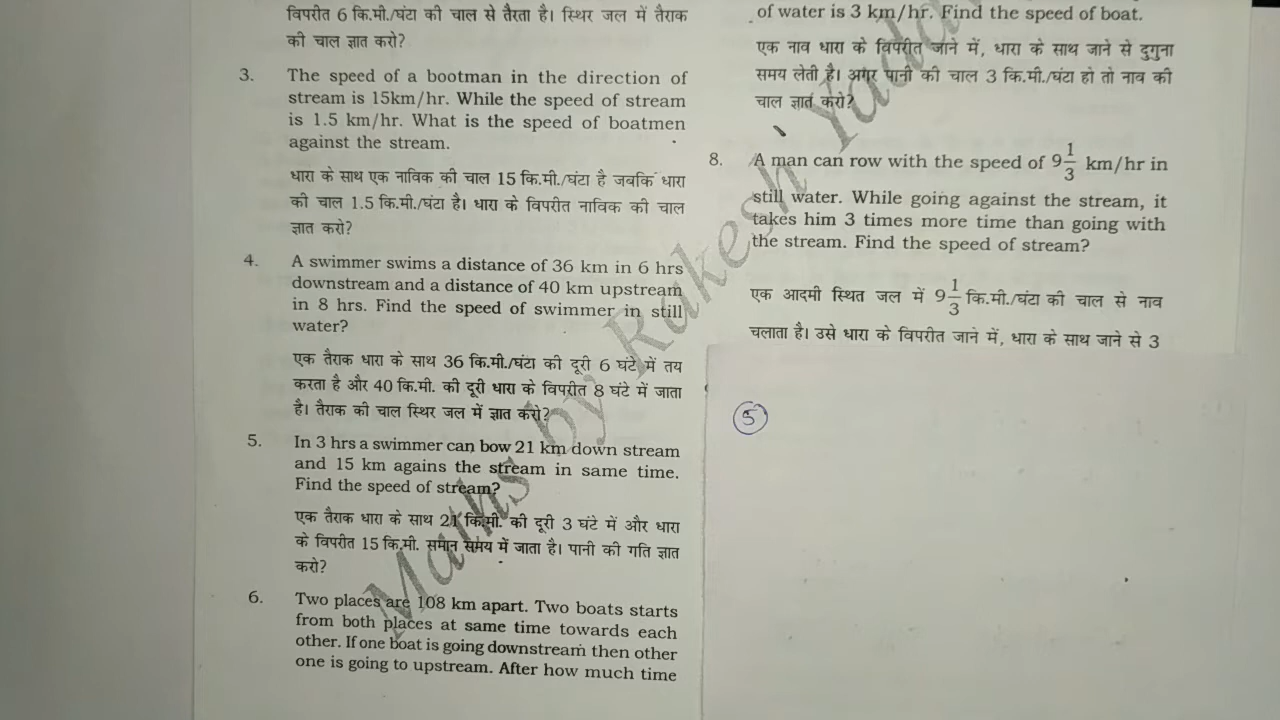 विपरीत 6 कि.मी./घंटा की चाल से तैरता है। स्थिर जल में तैराक
की चाल ज्ञात करो?
3. The speed of a bootman in the direction of
stream is 15km/hr. While the speed of stream
is 1.5 km/hr. What is the speed of boatmen
against the stream.
धारा के साथ एक नाविक की चाल 15 कि.मी./घंटा है जबकि धारा
की चाल 1.5 कि.मी./घंटा है। धारा के विपरीत नाविक की चाल
ज्ञात करो?
4. A swimmer swims a distance of 36 km in 6 hrs
downstream and a distance of 40 km upstream
in 8 hrs. Find the speed of swimmer in still
water?
एक तैराक धारा के साथ 36 कि.मी./घंटा की दूरी 6 घंटे में तय
करता है और 40 कि.मी. की दूरी धारा के विपरीत 8 घंटे में जाता
है। तैराक की चाल स्थिर जल में ज्ञात करो?
5. In 3 hrs a swimmer can bow 21 km down stream
and 15 km agains the stream in same time.
Find the speed of stream?
एक तैराक धारा के साथ 21 कि.मी. की दूरी 3 घंटे में और धारा
के विपरीत 15 कि.मी. समान समय में जाता है। पानी की गति ज्ञात
करो?
6. Two places are 108 km apart. Two boats starts
from both places at same time towards each
other. If one boat is going downstream then other
one is going to upstream. After how much time
of water is 3 km/hr. Find the speed of boat.
एक नाव धारा के विपरीत जाने में, धारा के साथ जाने से दुगुना
समय लेती है। अगर पानी की चाल 3 कि.मी./घंटा हो तो नाव की
चाल ज्ञात करो?
8. A man can row with the speed of 9 1/3 km/hr in
still water. While going against the stream, it
takes him 3 times more time than going with
the stream. Find the speed of stream?
एक आदमी स्थित जल में 9 1/3 कि.मी./घंटा की चाल से नाव
चलाता है। उसे धारा के विपरीत जाने में, धारा के साथ जाने से 3
5
Maths by Rakesh Yadav